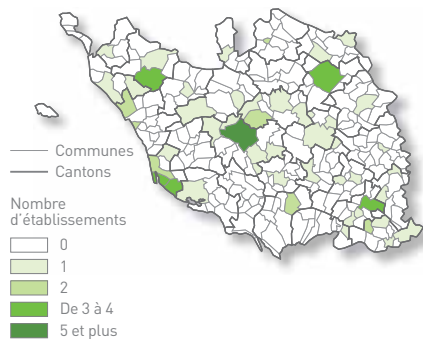 Communes
Cantons
Nombre
d'établissements
0
1
2
De 3 à 4
5 et plus